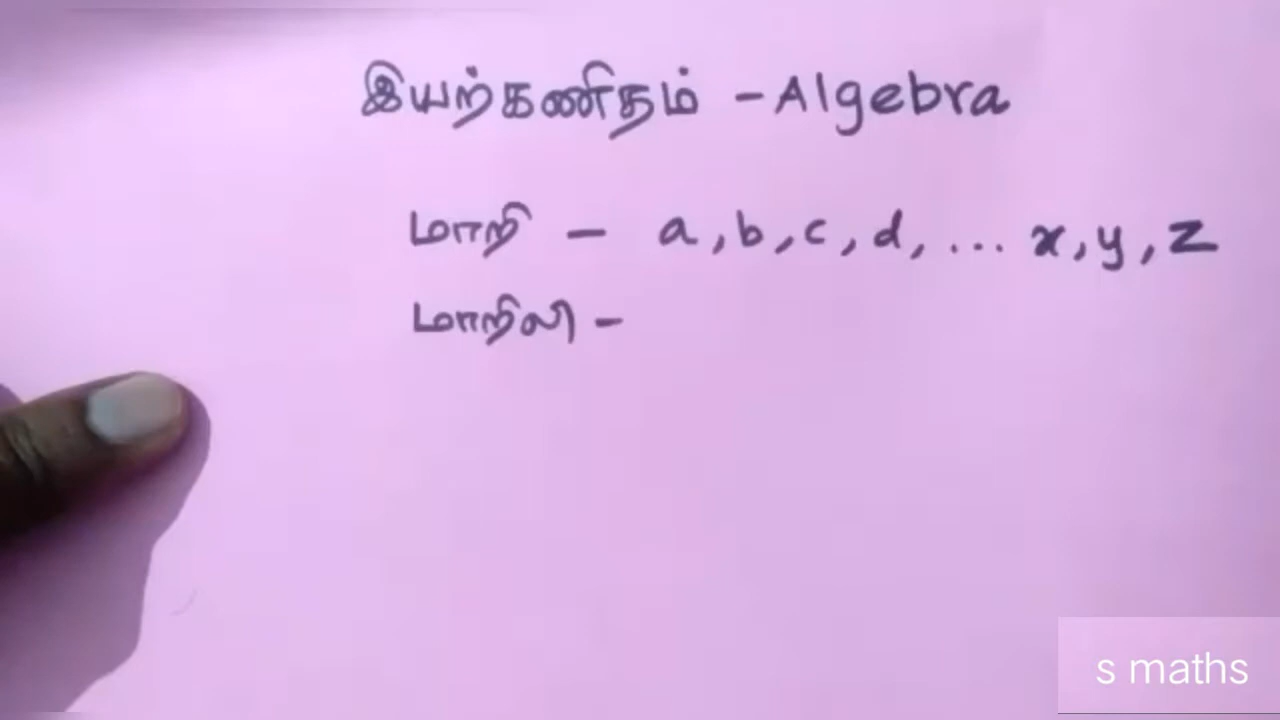 இயற்கணிதம் - Algebra
மாறி - a, b, c, d, ... x, y, z
மாறிலி -
s maths